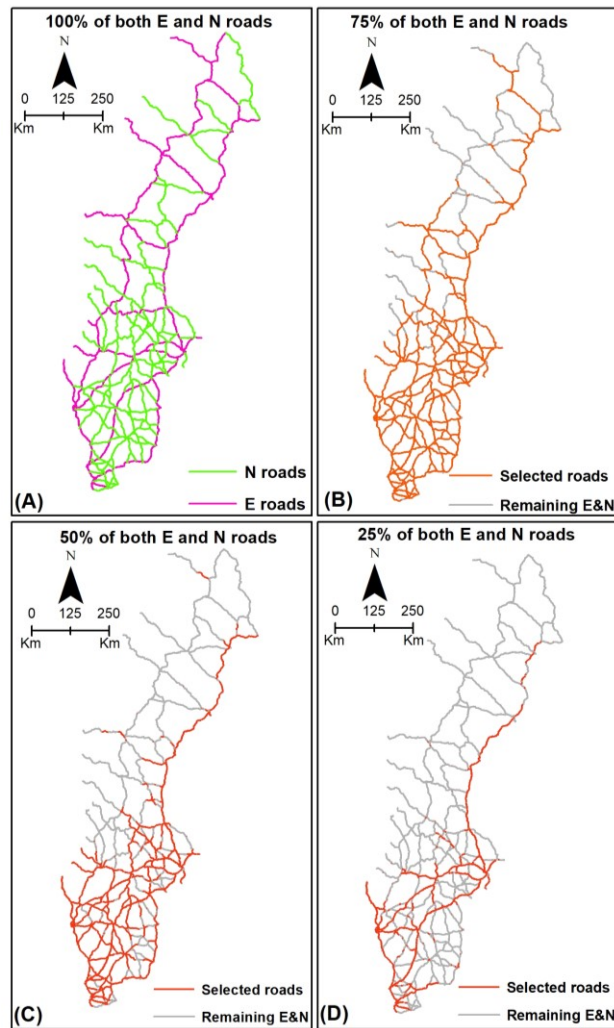 100% of both E and N roads
N
0 125 250
Km Km
N roads
(A) E roads
75% of both E and N roads
N
0 125 250
Km Km
Selected roads
(B) Remaining E&N
50% of both E and N roads
N
0 125 250
Km Km
Selected roads
(C) Remaining E&N
25% of both E and N roads
N
0 125 250
Km Km
Selected roads
(D) Remaining E&N